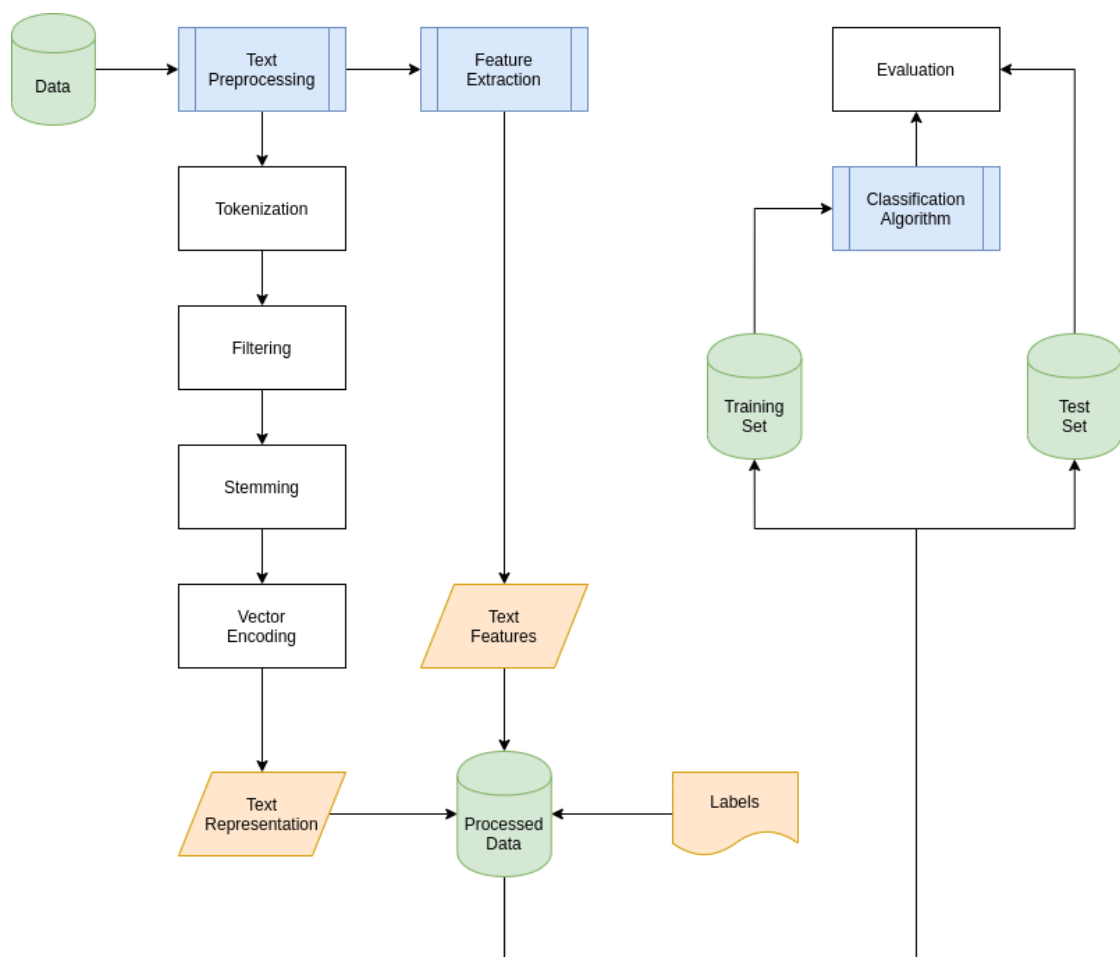 Data
Text
Preprocessing
Feature
Extraction
Evaluation
Tokenization
Classification
Algorithm
Filtering
Training
Set
Test
Set
Stemming
Vector
Encoding
Text
Features
Text
Representation
Processed
Data
Labels